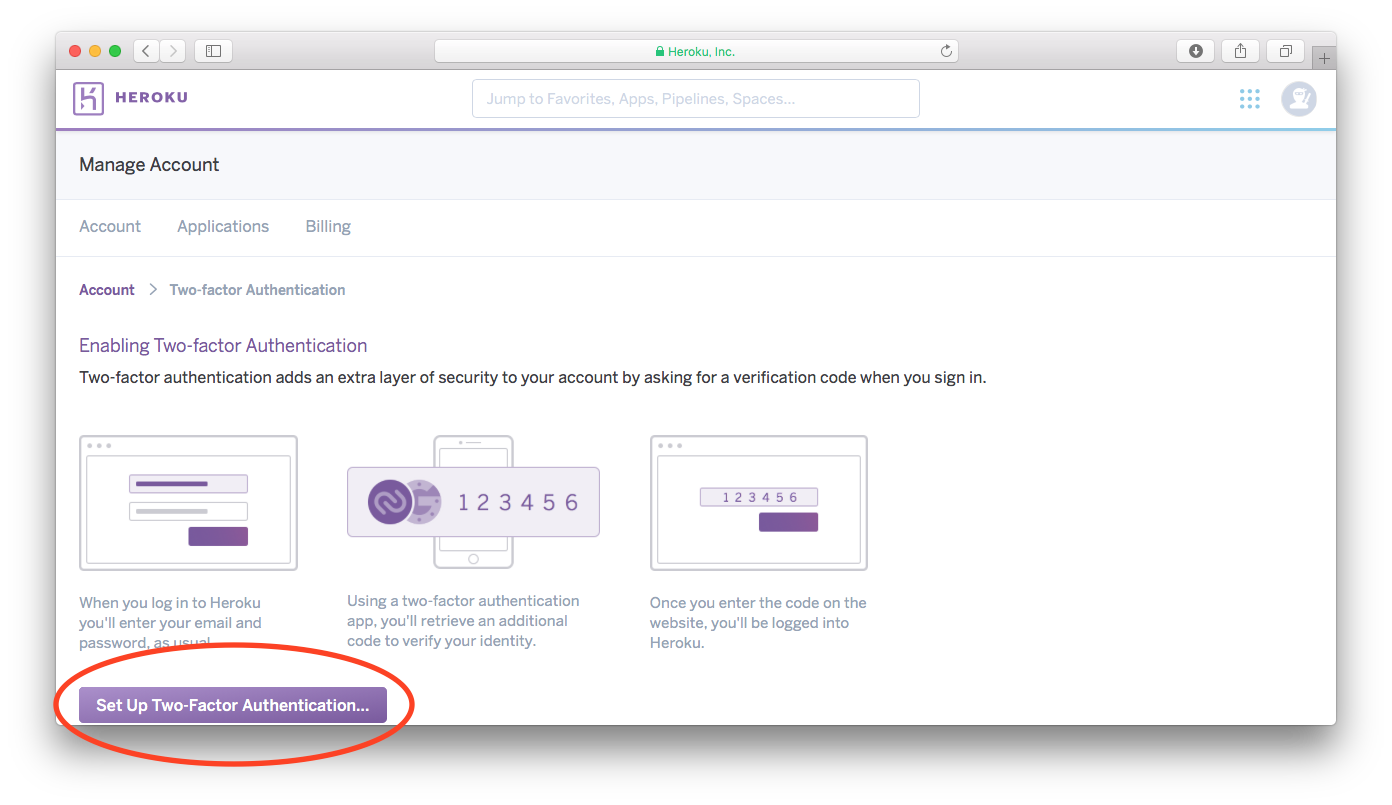 Heroku, Inc.
HEROKU
Jump to Favorites, Apps, Pipelines, Spaces...
Manage Account
Account Applications Billing
Account > Two-factor Authentication
Enabling Two-factor Authentication
Two-factor authentication adds an extra layer of security to your account by asking for a verification code when you sign in.
1 2 3 4 5 6
1 2 3 4 5 6
When you log in to Heroku
you'll enter your email and
password, as usual.
Using a two-factor authentication
app, you'll retrieve an additional
code to verify your identity.
Once you enter the code on the
website, you'll be logged into
Heroku.
Set Up Two-Factor Authentication...